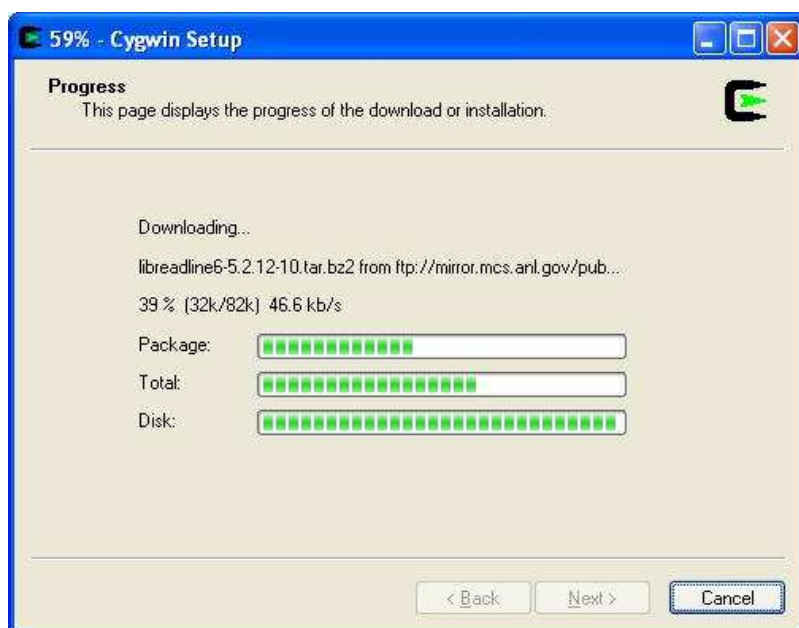 59% - Cygwin Setup
Progress
This page displays the progress of the download or installation.
Downloading...
libreadline6-5.2.12-10.tar.bz2 from ftp://mirror.mcs.anl.gov/pub...
39 % (32k/82k) 46.6 kb/s
Package:
Total:
Disk:
< Back Next > Cancel